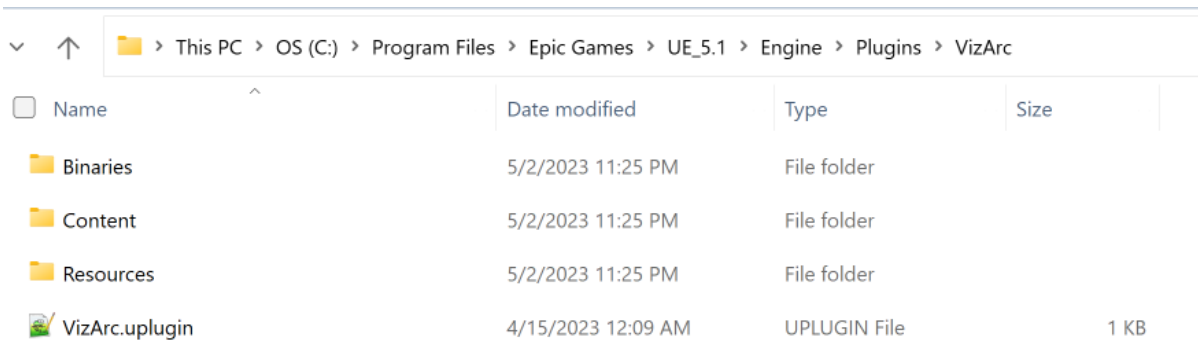 This PC > OS (C:) > Program Files > Epic Games > UE_5.1 > Engine > Plugins > VizArc
Name Date modified Type Size
Binaries 5/2/2023 11:25 PM File folder
Content 5/2/2023 11:25 PM File folder
Resources 5/2/2023 11:25 PM File folder
VizArc.uplugin 4/15/2023 12:09 AM UPLUGIN File 1 KB